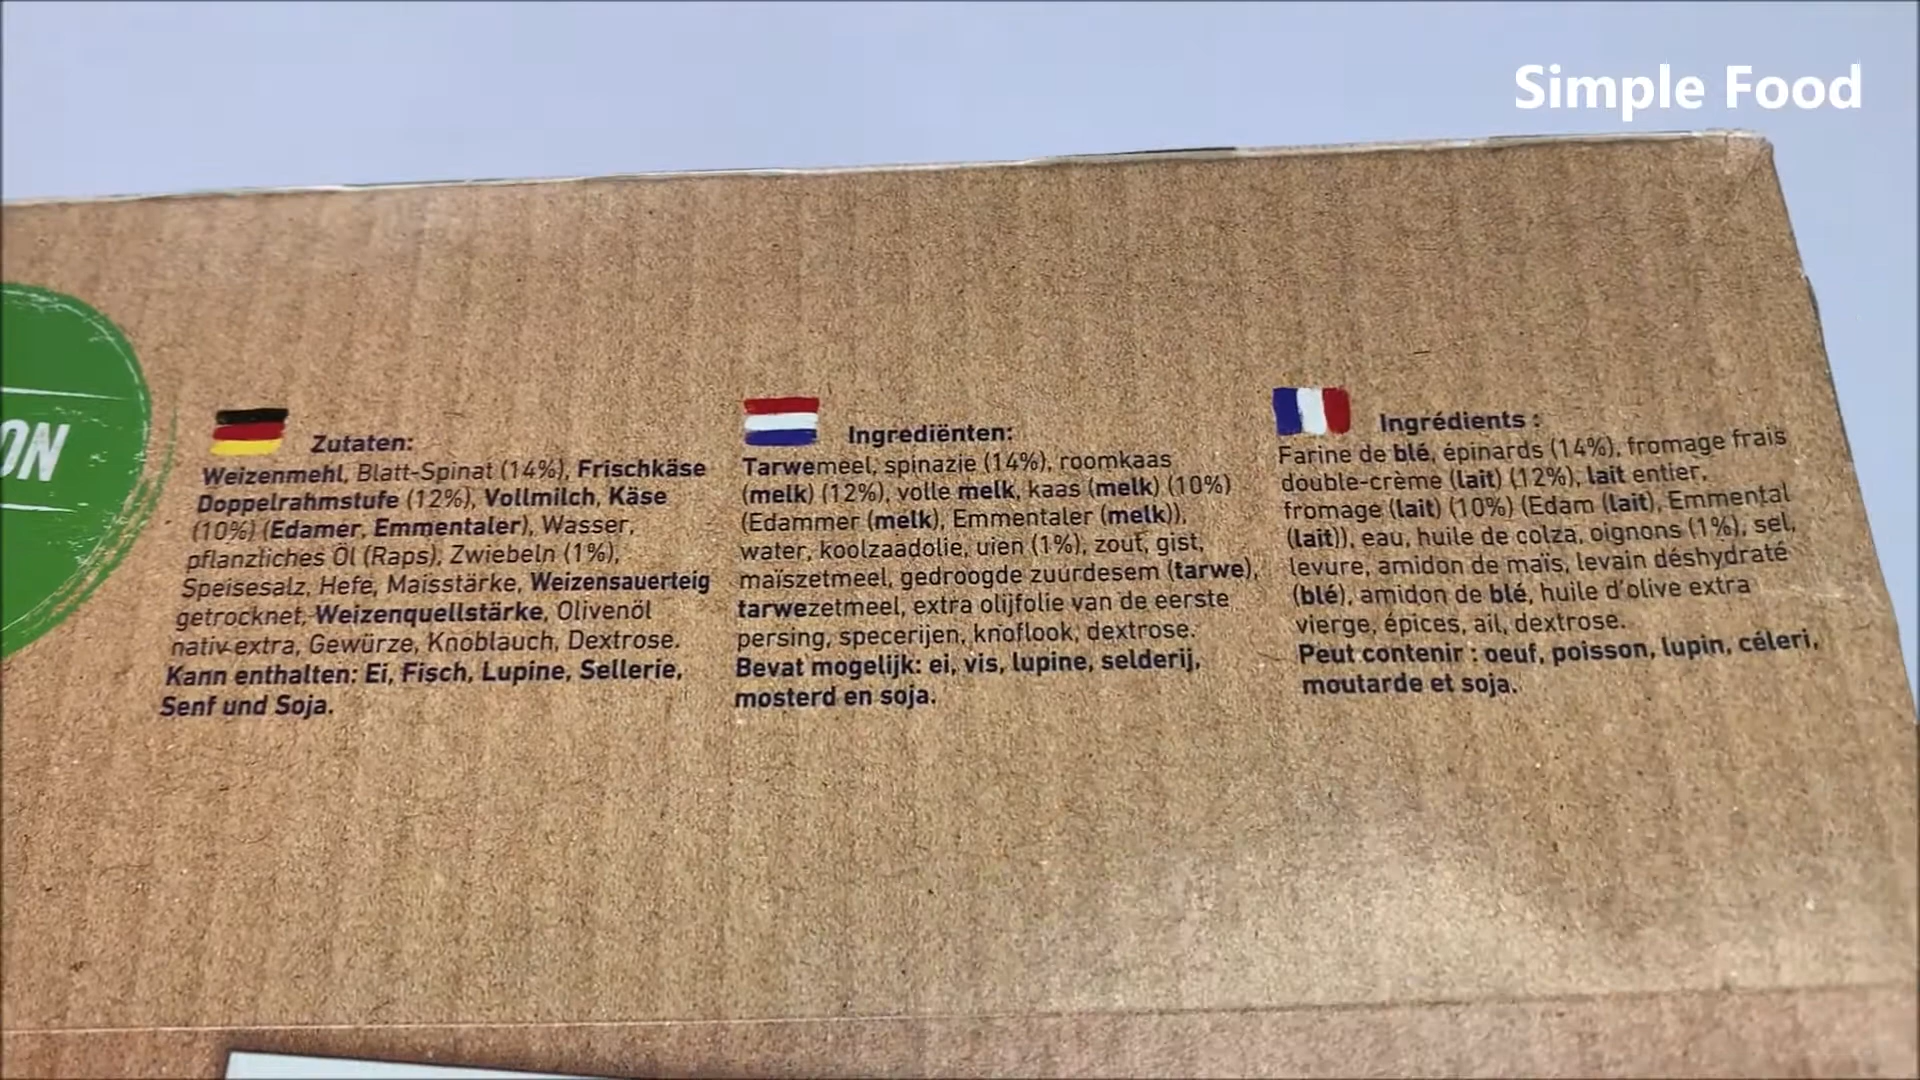 Simple Food
ON
Zutaten:
Weizenmehl, Blatt-Spinat (14%), Frischkäse
Doppelrahmstufe (12%), Vollmilch, Käse
(10%) (Edamer, Emmentaler), Wasser,
pflanzliches Öl (Raps), Zwiebeln (1%),
Speisesalz, Hefe, Maisstärke, Weizensauerteig
getrocknet, Weizenquellstärke, Olivenöl
nativ extra, Gewürze, Knoblauch, Dextrose.
Kann enthalten: Ei, Fisch, Lupine, Sellerie,
Senf und Soja.
Ingrediënten:
Tarwemeel, spinazie (14%), roomkaas
(melk) (12%), volle melk, kaas (melk) (10%)
(Edammer (melk), Emmentaler (melk)),
water, koolzaadolie, uien (1%), zout, gist,
maïszetmeel, gedroogde zuurdesem (tarwe),
tarwezetmeel, extra olijfolie van de eerste
persing, specerijen, knoflook, dextrose.
Bevat mogelijk: ei, vis, lupine, selderij,
mosterd en soja.
Ingrédients :
Farine de blé, épinards (14%), fromage frais
double-crème (lait) (12%), lait entier,
fromage (lait) (10%) (Edam (lait), Emmental
(lait)), eau, huile de colza, oignons (1%), sel,
levure, amidon de maïs, levain déshydraté
(blé), amidon de blé, huile d'olive extra
vierge, épices, ail, dextrose.
Peut contenir : oeuf, poisson, lupin, céleri,
moutarde et soja.